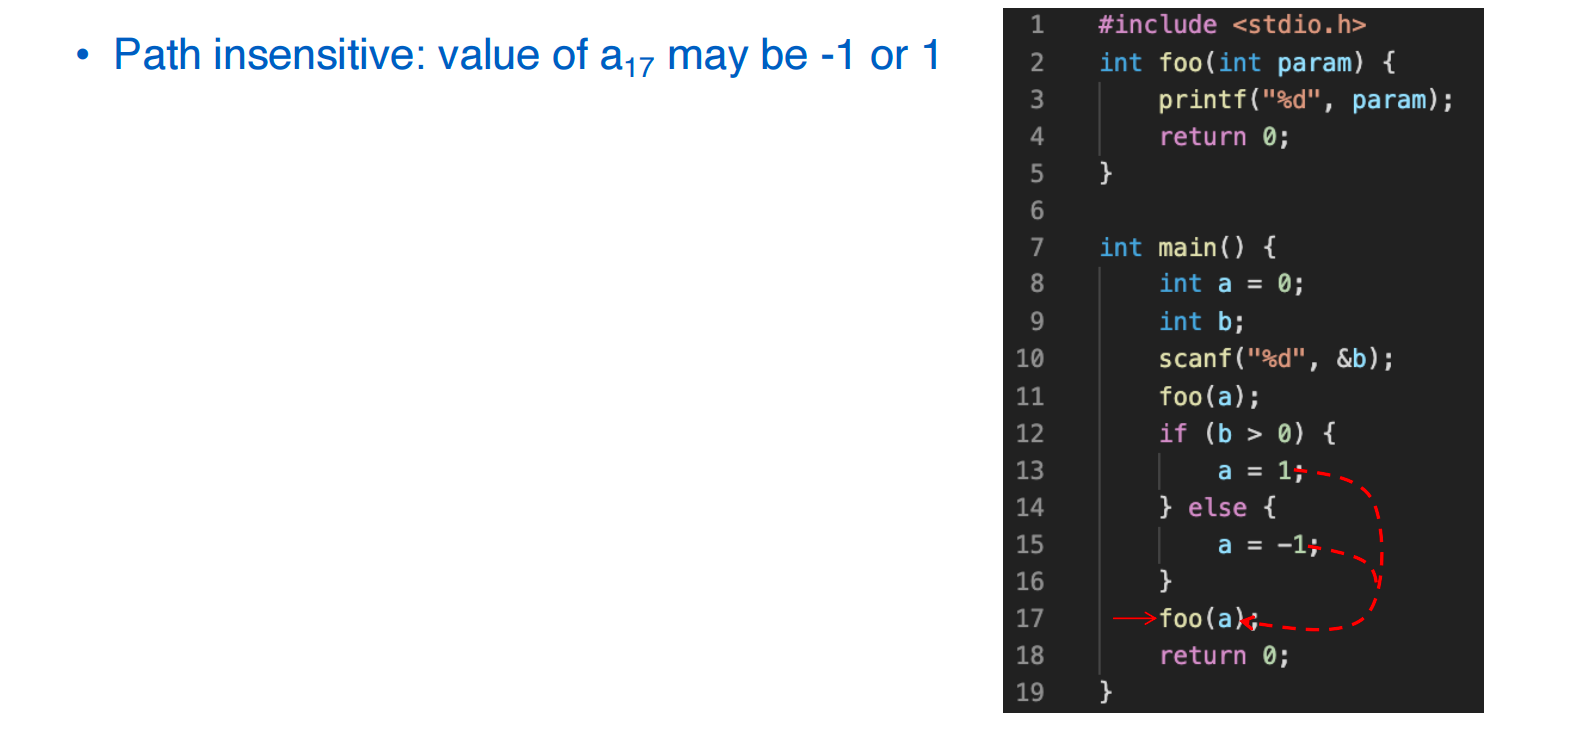 • Path insensitive: value of a17 may be -1 or 1
1 #include <stdio.h>
2 int foo(int param) {
3 printf("%d", param);
4 return 0;
5 }
6
7 int main() {
8 int a = 0;
9 int b;
10 scanf("%d", &b);
11 foo(a);
12 if (b > 0) {
13 a = 1;
14 } else {
15 a = -1;
16 }
17 foo(a);
18 return 0;
19 }